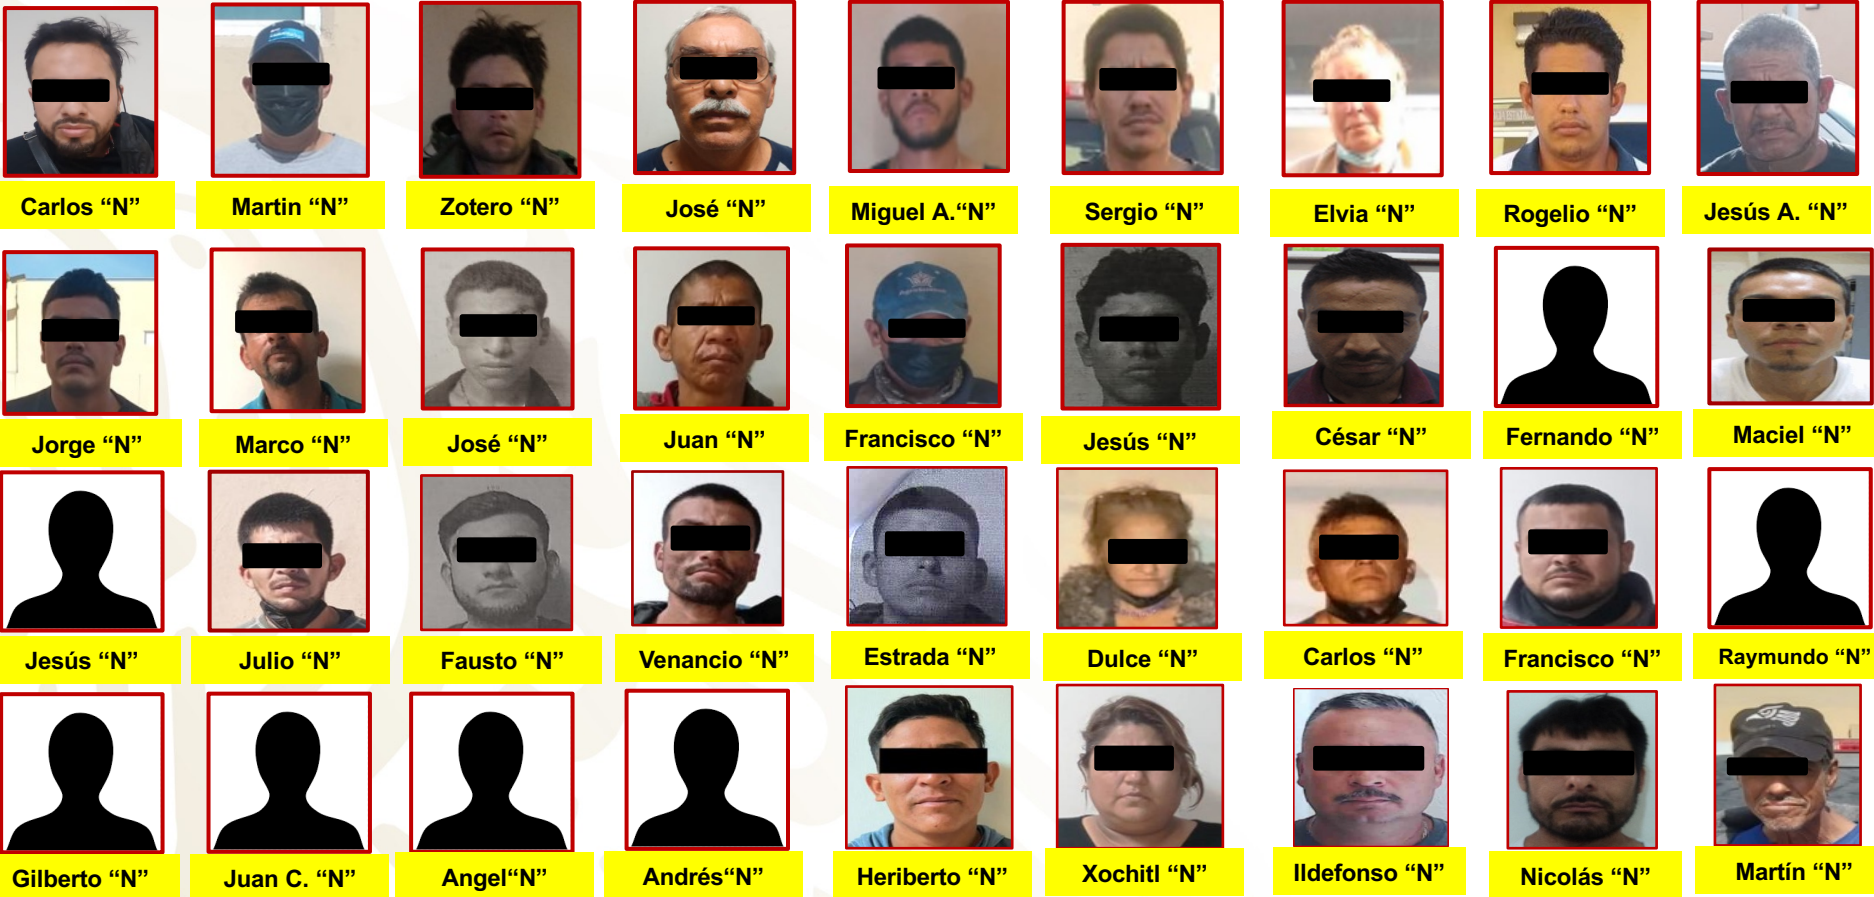 Carlos “N”
Martin “N”
Zotero “N”
José “N”
Miguel A.“N”
Sergio “N”
Elvia “N”
Rogelio “N”
Jesús A. “N”
Jorge “N”
Marco “N”
José “N”
Juan “N”
Francisco “N”
Jesús “N”
César “N”
Fernando “N”
Maciel “N”
Jesús “N”
Julio “N”
Fausto “N”
Venancio “N”
Estrada “N”
Dulce “N”
Carlos “N”
Francisco “N”
Raymundo “N”
Gilberto “N”
Juan C. “N”
Angel“N”
Andrés“N”
Heriberto “N”
Xochitl “N”
Ildefonso “N”
Nicolás “N”
Martín “N”